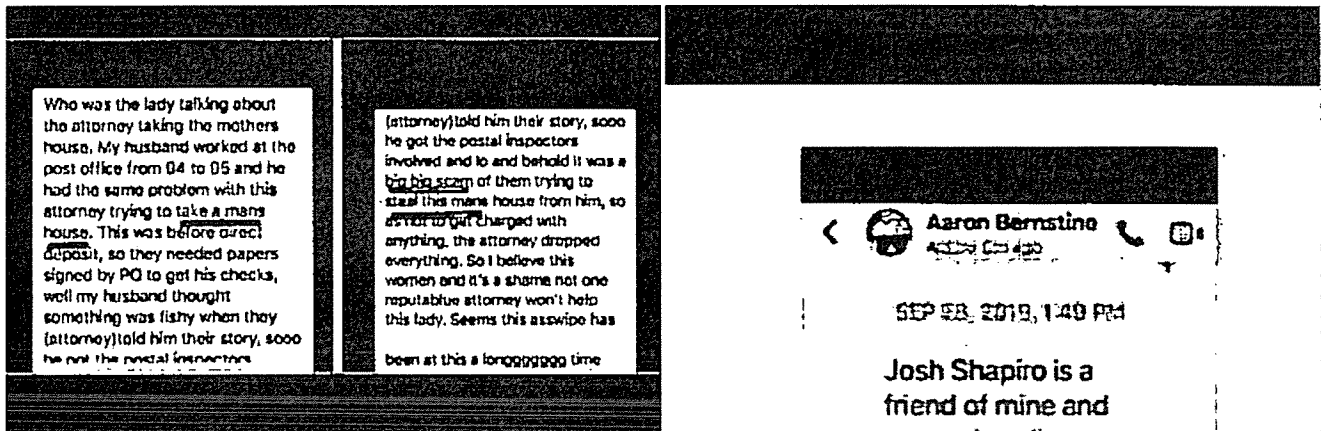 Who was the lady talking about
the attorney taking the mothers
house. My husband worked at the
post office from 04 to 05 and he
had the same problem with this
attorney trying to take a mans
house. This was before direct
deposit, so they needed papers
signed by PO to get his checks,
well my husband thought
something was fishy when they
(attorney)told him their story, sooo
he got the postal inspectors
(attorney)told him their story, sooo
he got the postal inspectors
involved and lo and behold it was a
big big scam of them trying to
steal this mans house from him, so
as not to get charged with
anything, the attorney dropped
everything. So I believe this
women and it's a shame not one
reputablue attorney won't help
this lady. Seems this asswipe has
been at this a longggggg time
Aaron Bernstine
SEP 28, 2019, 1:49 PM
Josh Shapiro is a
friend of mine and